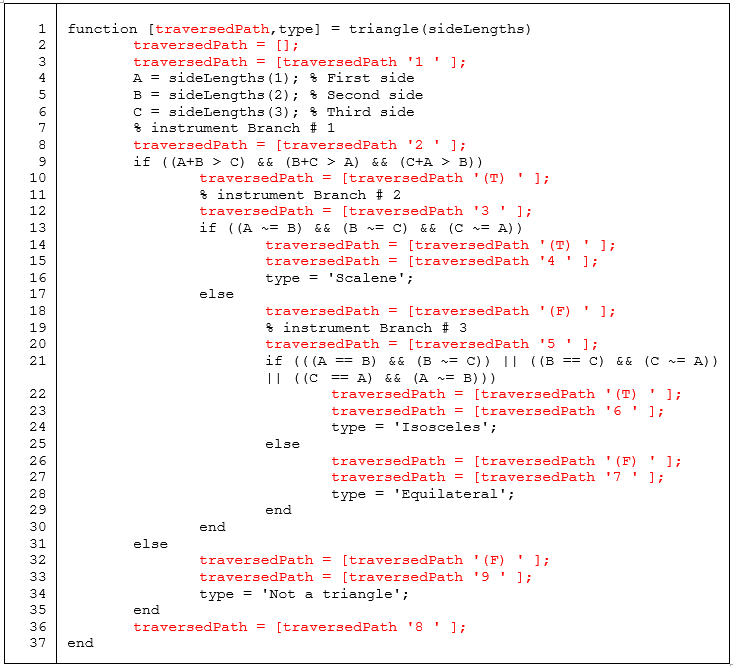 1 function [traversedPath,type] = triangle(sideLengths)
2 traversedPath = [];
3 traversedPath = [traversedPath '1 ' ];
4 A = sideLengths(1); % First side
5 B = sideLengths(2); % Second side
6 C = sideLengths(3); % Third side
7 % instrument Branch # 1
8 traversedPath = [traversedPath '2 ' ];
9 if ((A+B > C) && (B+C > A) && (C+A > B))
10 traversedPath = [traversedPath '(T) ' ];
11 % instrument Branch # 2
12 traversedPath = [traversedPath '3 ' ];
13 if ((A ~= B) && (B ~= C) && (C ~= A))
14 traversedPath = [traversedPath '(T) ' ];
15 traversedPath = [traversedPath '4 ' ];
16 type = 'Scalene';
17 else
18 traversedPath = [traversedPath '(F) ' ];
19 % instrument Branch # 3
20 traversedPath = [traversedPath '5 ' ];
21 if (((A == B) && (B ~= C)) || ((B == C) && (C ~= A))
|| ((C == A) && (A ~= B)))
22 traversedPath = [traversedPath '(T) ' ];
23 traversedPath = [traversedPath '6 ' ];
24 type = 'Isosceles';
25 else
26 traversedPath = [traversedPath '(F) ' ];
27 traversedPath = [traversedPath '7 ' ];
28 type = 'Equilateral';
29 end
30 end
31 else
32 traversedPath = [traversedPath '(F) ' ];
33 traversedPath = [traversedPath '9 ' ];
34 type = 'Not a triangle';
35 end
36 traversedPath = [traversedPath '8 ' ];
37 end